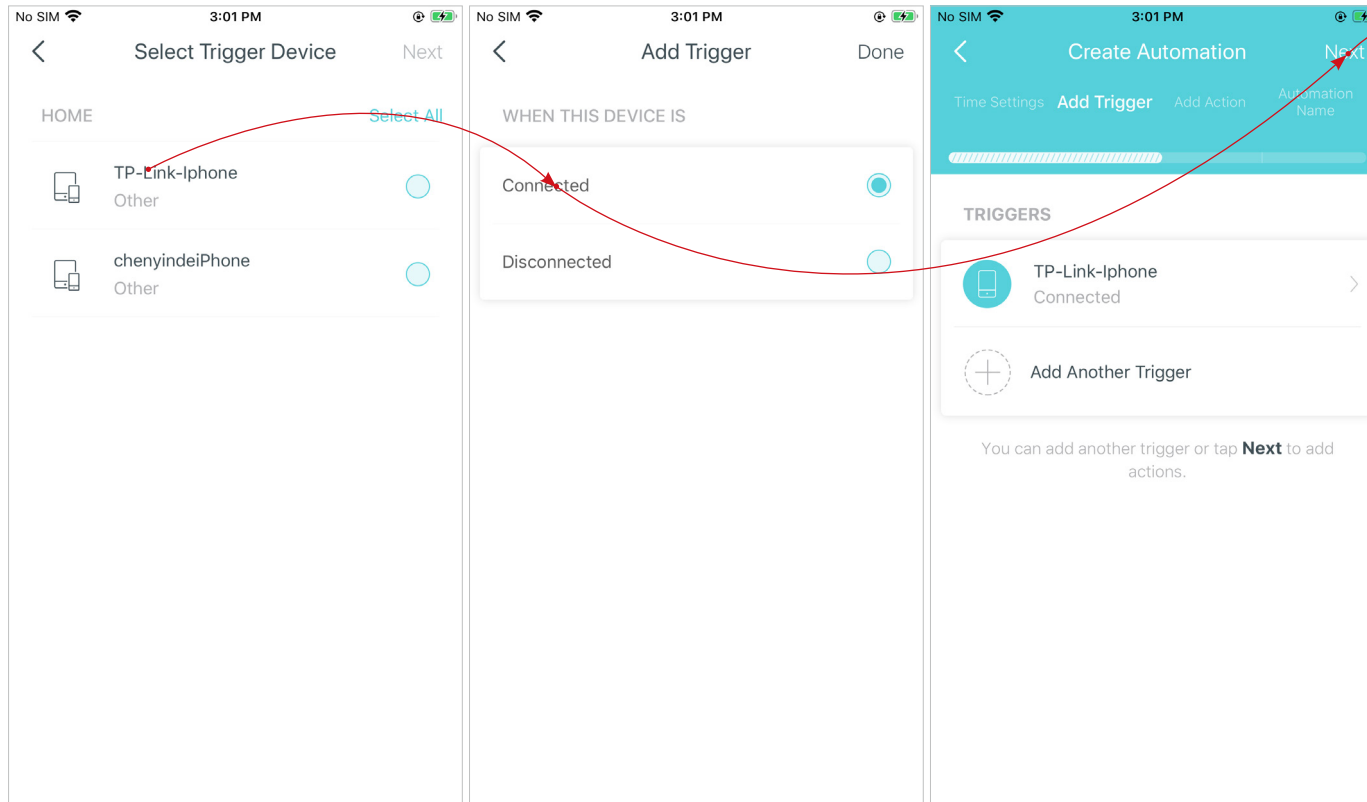 No SIM 3:01 PM
Select Trigger Device Next
HOME Select All
TP-Link-Iphone
Other
chenyindeiPhone
Other
No SIM 3:01 PM
Add Trigger Done
WHEN THIS DEVICE IS
Connected
Disconnected
No SIM 3:01 PM
Create Automation Next
Time Settings Add Trigger Add Action Automation
Name
TRIGGERS
TP-Link-Iphone
Connected
Add Another Trigger
You can add another trigger or tap Next to add
actions.